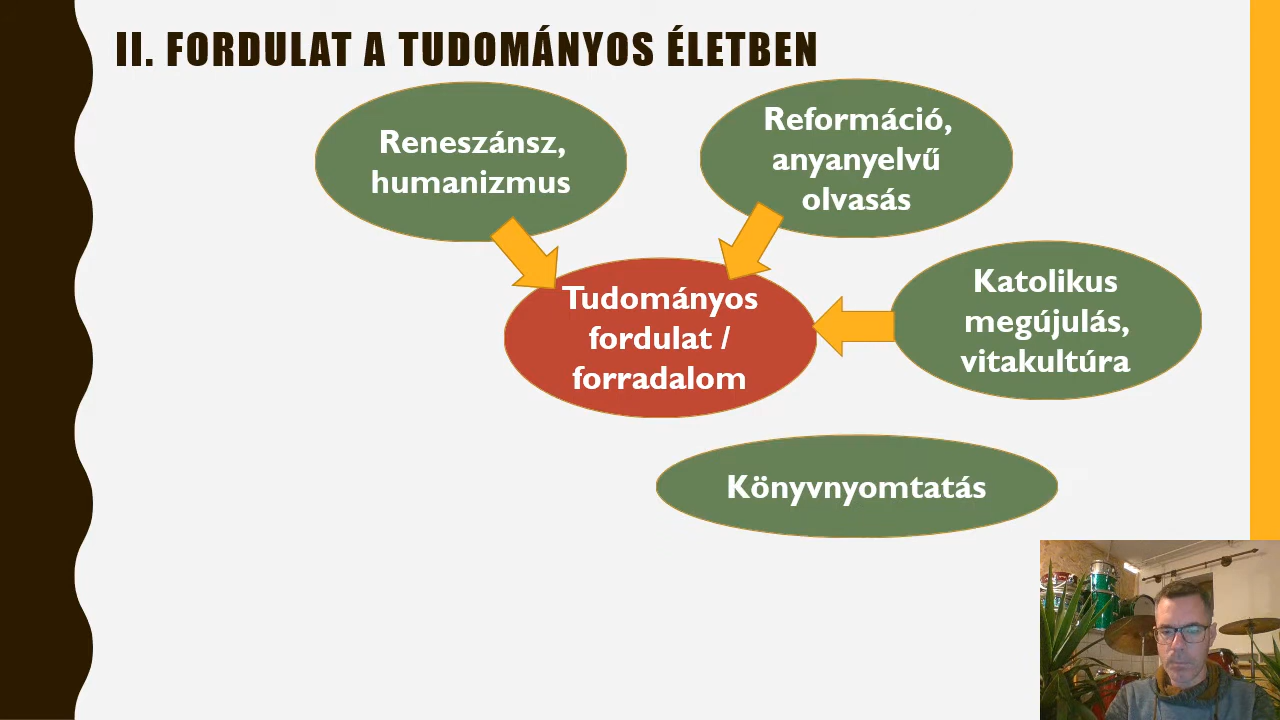 II. FORDULAT A TUDOMÁNYOS ÉLETBEN
Reneszánsz,
humanizmus
Reformáció,
anyanyelvű
olvasás
Tudományos
fordulat /
forradalom
Katolikus
megújulás,
vitakultúra
Könyvnyomtatás